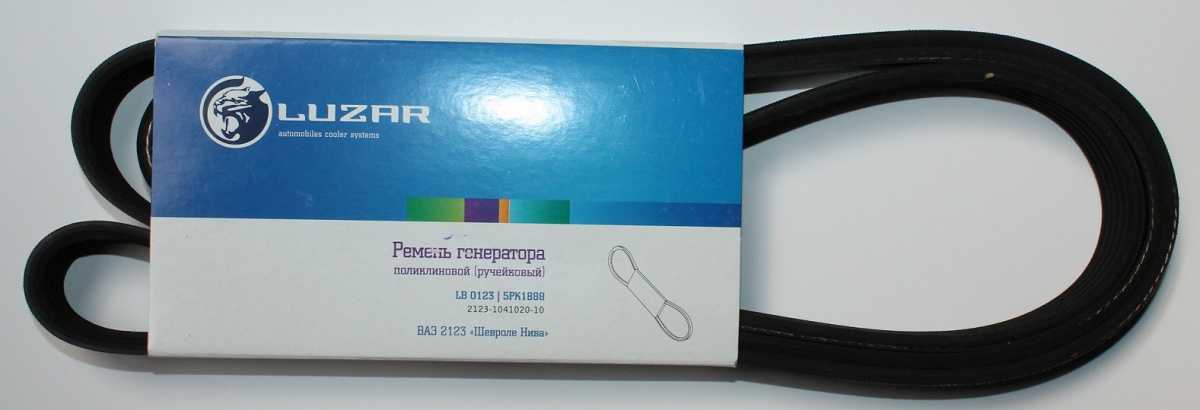 LUZAR
automobiles cooler systems
Ремень генератора
поликлиновой (ручейковый)
LB 0123 | 5PK1888
2123-1041020-10
ВАЗ 2123 «Шевроле Нива»